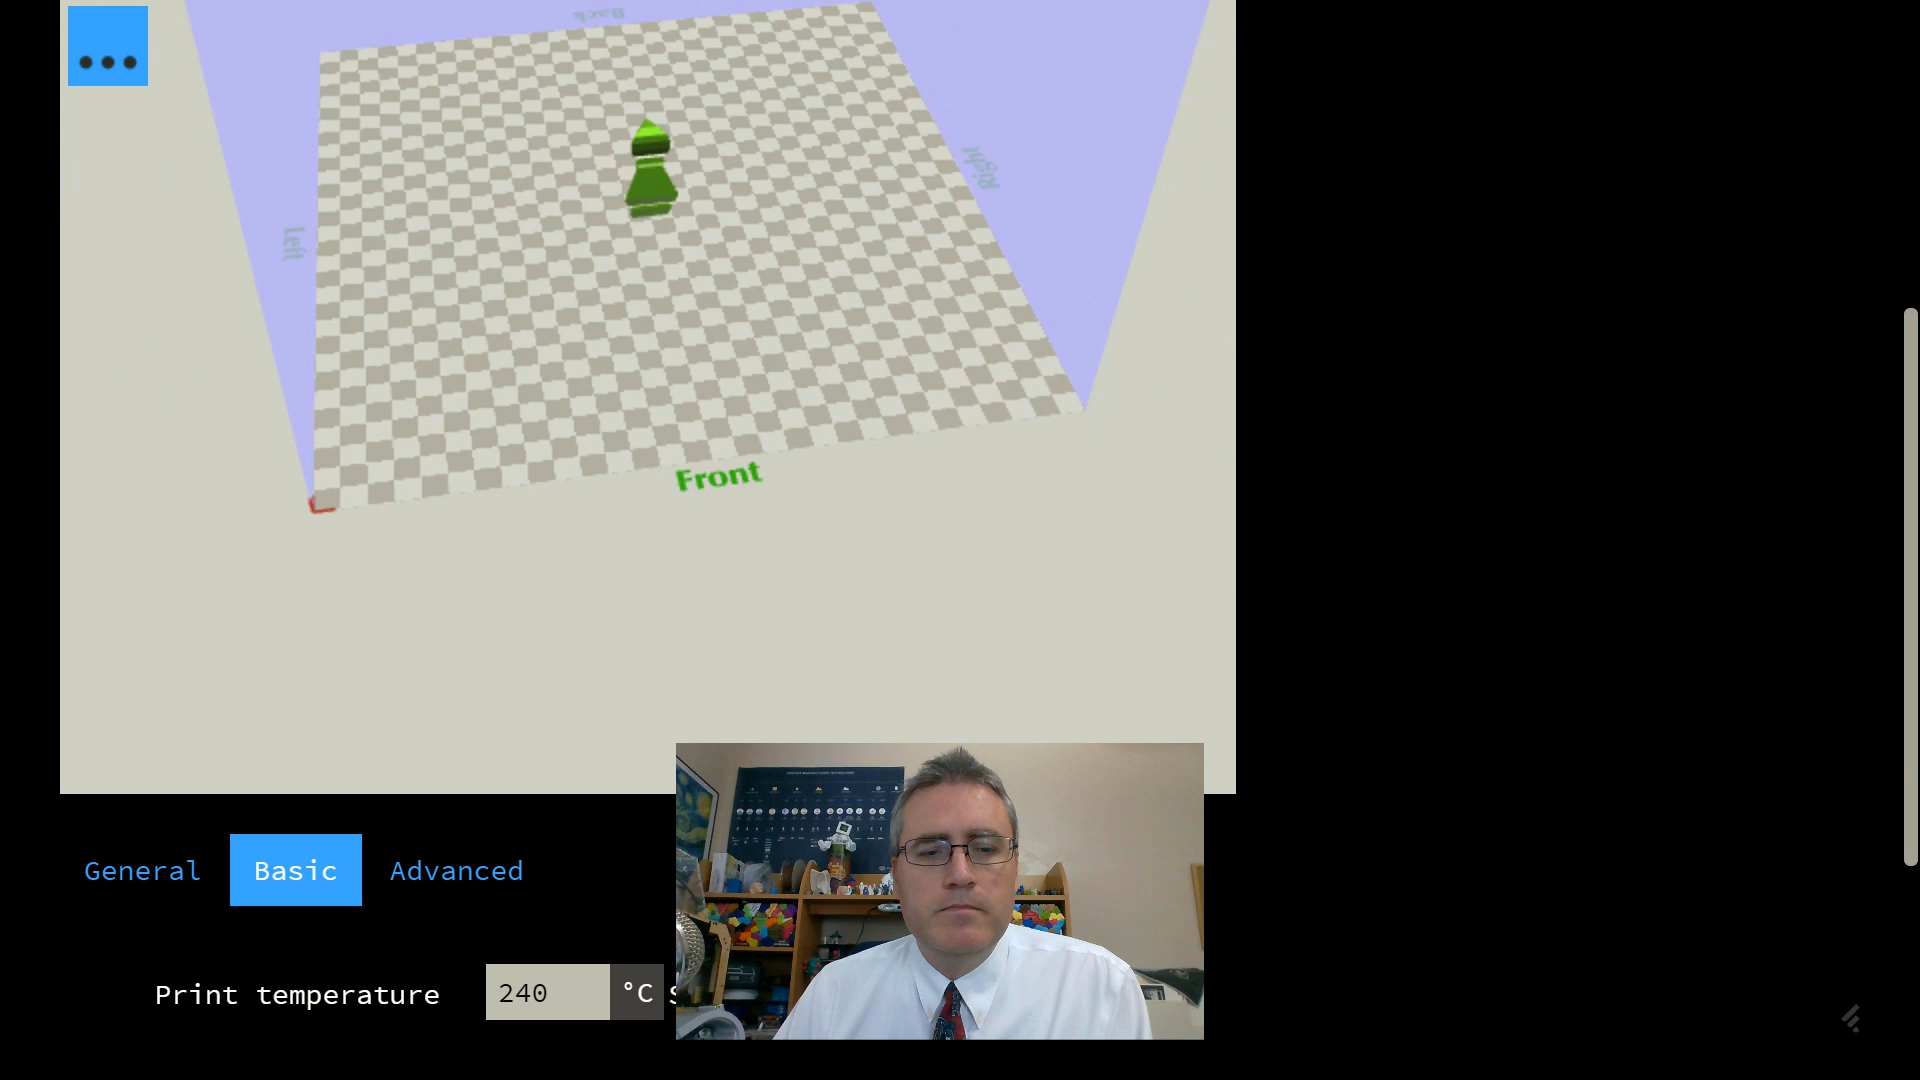 Back
Right
Left
Front
General Basic Advanced
Print temperature 240 °C S